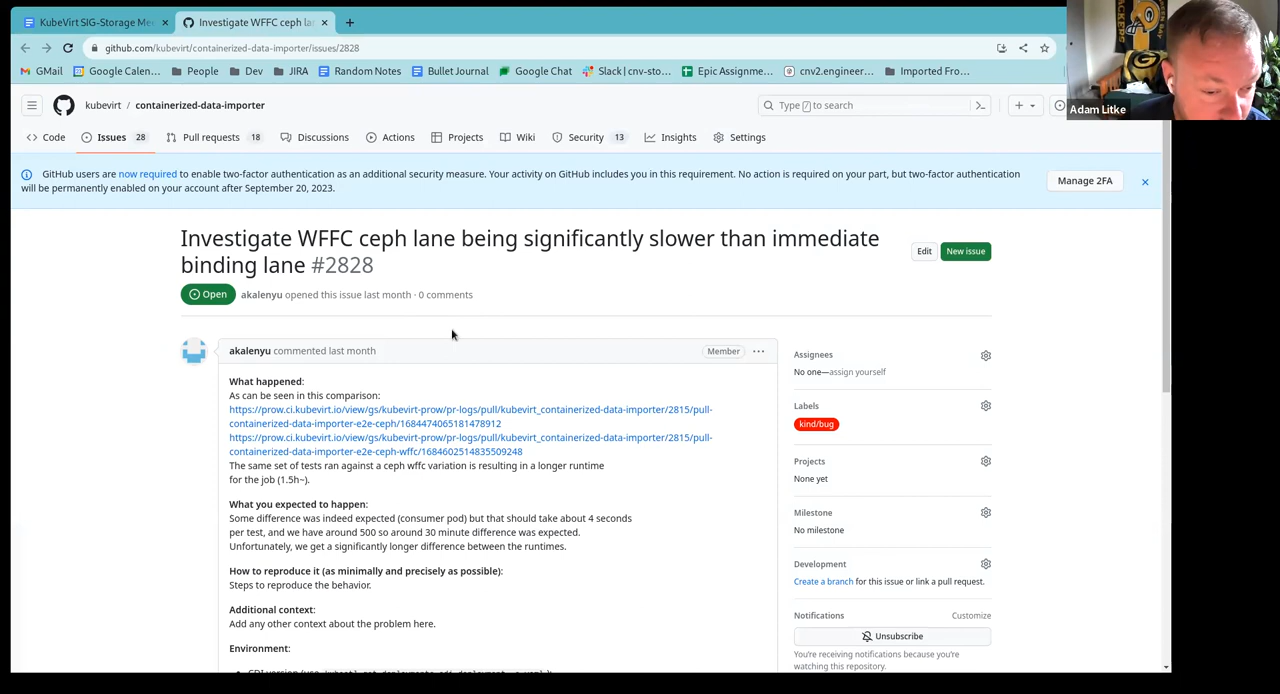 KubeVirt SIG-Storage Me
Investigate WFFC ceph la
github.com/kubevirt/containerized-data-importer/issues/2828
GMail
Google Calen...
People
Dev
JIRA
Random Notes
Bullet Journal
Google Chat
Slack | cnv-sto...
Epic Assignme...
cnv2.engineer...
Imported Fro...
Adam Litke
kubevirt / containerized-data-importer
Type / to search
Code
Issues 28
Pull requests 18
Discussions
Actions
Projects
Wiki
Security 13
Insights
Settings
GitHub users are now required to enable two-factor authentication as an additional security measure. Your activity on GitHub includes you in this requirement. No action is required on your part, but two-factor authentication
will be permanently enabled on your account after September 20, 2023.
Manage 2FA
Investigate WFFC ceph lane being significantly slower than immediate
binding lane #2828
Edit
New issue
Open
akalenyu opened this issue last month · 0 comments
akalenyu commented last month
Member
What happened:
As can be seen in this comparison:
https://prow.ci.kubevirt.io/view/gs/kubevirt-prow/pr-logs/pull/kubevirt_containerized-data-importer/2815/pull-
containerized-data-importer-e2e-ceph/1684474065181478912
https://prow.ci.kubevirt.io/view/gs/kubevirt-prow/pr-logs/pull/kubevirt_containerized-data-importer/2815/pull-
containerized-data-importer-e2e-ceph-wffc/1684602514835509248
The same set of tests ran against a ceph wffc variation is resulting in a longer runtime
for the job (1.5h~).
What you expected to happen:
Some difference was indeed expected (consumer pod) but that should take about 4 seconds
per test, and we have around 500 so around 30 minute difference was expected.
Unfortunately, we get a significantly longer difference between the runtimes.
How to reproduce it (as minimally and precisely as possible):
Steps to reproduce the behavior.
Additional context:
Add any other context about the problem here.
Environment:
Assignees
No one—assign yourself
Labels
kind/bug
Projects
None yet
Milestone
No milestone
Development
Create a branch for this issue or link a pull request.
Notifications
Customize
Unsubscribe
You're receiving notifications because you're
watching this repository.